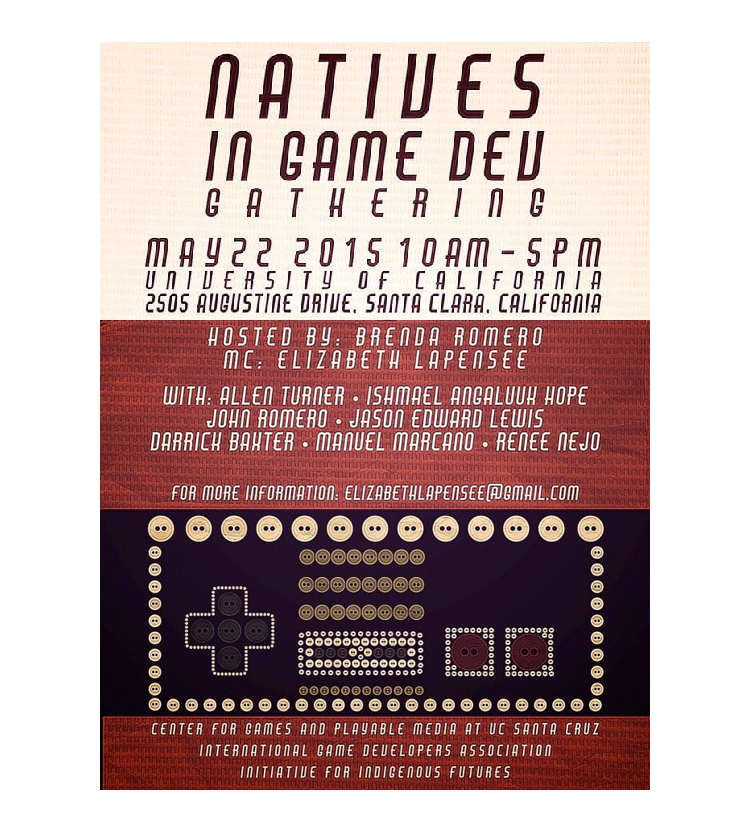 NATIVES
IN GAME DEV
GATHERING
MAY 22 2015 10AM - 5PM
UNIVERSITY OF CALIFORNIA
2505 AUGUSTINE DRIVE, SANTA CLARA, CALIFORNIA
HOSTED BY: BRENDA ROMERO
MC: ELIZABETH LAPENSEE
WITH: ALLEN TURNER • ISHMAEL ANGALUUK HOPE
JOHN ROMERO • JASON EDWARD LEWIS
DARRICK BAXTER • MANUEL MARCANO • RENEE NEJO
FOR MORE INFORMATION: ELIZABETHLAPENSEE@GMAIL.COM
CENTER FOR GAMES AND PLAYABLE MEDIA AT UC SANTA CRUZ
INTERNATIONAL GAME DEVELOPERS ASSOCIATION
INITIATIVE FOR INDIGENOUS FUTURES